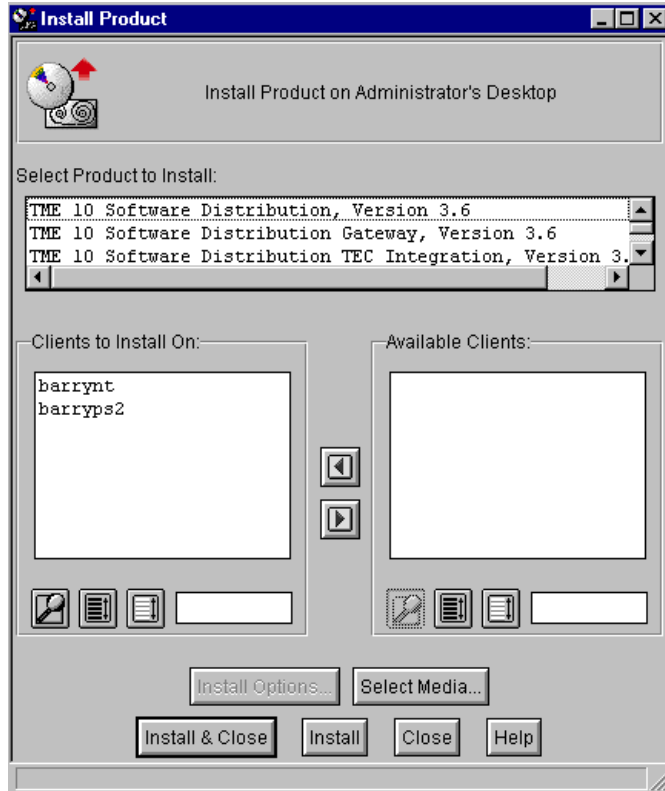 Install Product
Install Product on Administrator's Desktop
Select Product to Install:
TME 10 Software Distribution, Version 3.6
TME 10 Software Distribution Gateway, Version 3.6
TME 10 Software Distribution TEC Integration, Version 3.
Clients to Install On:
barrynt
barryps2
Available Clients:
Install Options...
Select Media...
Install & Close
Install
Close
Help